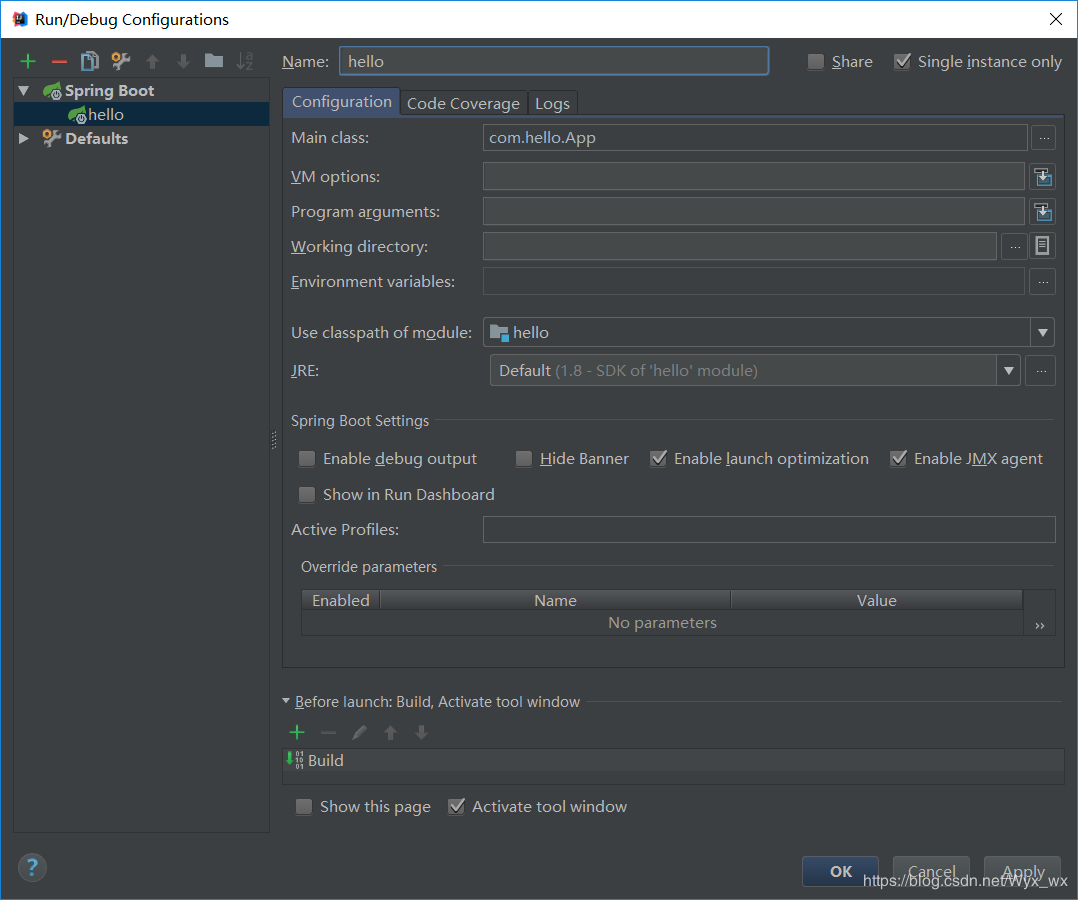 Run/Debug Configurations
Name: hello Share Single instance only
Spring Boot
hello
Defaults
Configuration Code Coverage Logs
Main class: com.hello.App ...
VM options:
Program arguments:
Working directory: ...
Environment variables: ...
Use classpath of module: hello
JRE: Default (1.8 - SDK of 'hello' module) ...
Spring Boot Settings
Enable debug output Hide Banner Enable launch optimization Enable JMX agent
Show in Run Dashboard
Active Profiles:
Override parameters
Enabled Name Value
No parameters
Before launch: Build, Activate tool window
Build
Show this page Activate tool window
? OK Cancel Apply
https://blog.csdn.net/Wyx_wx